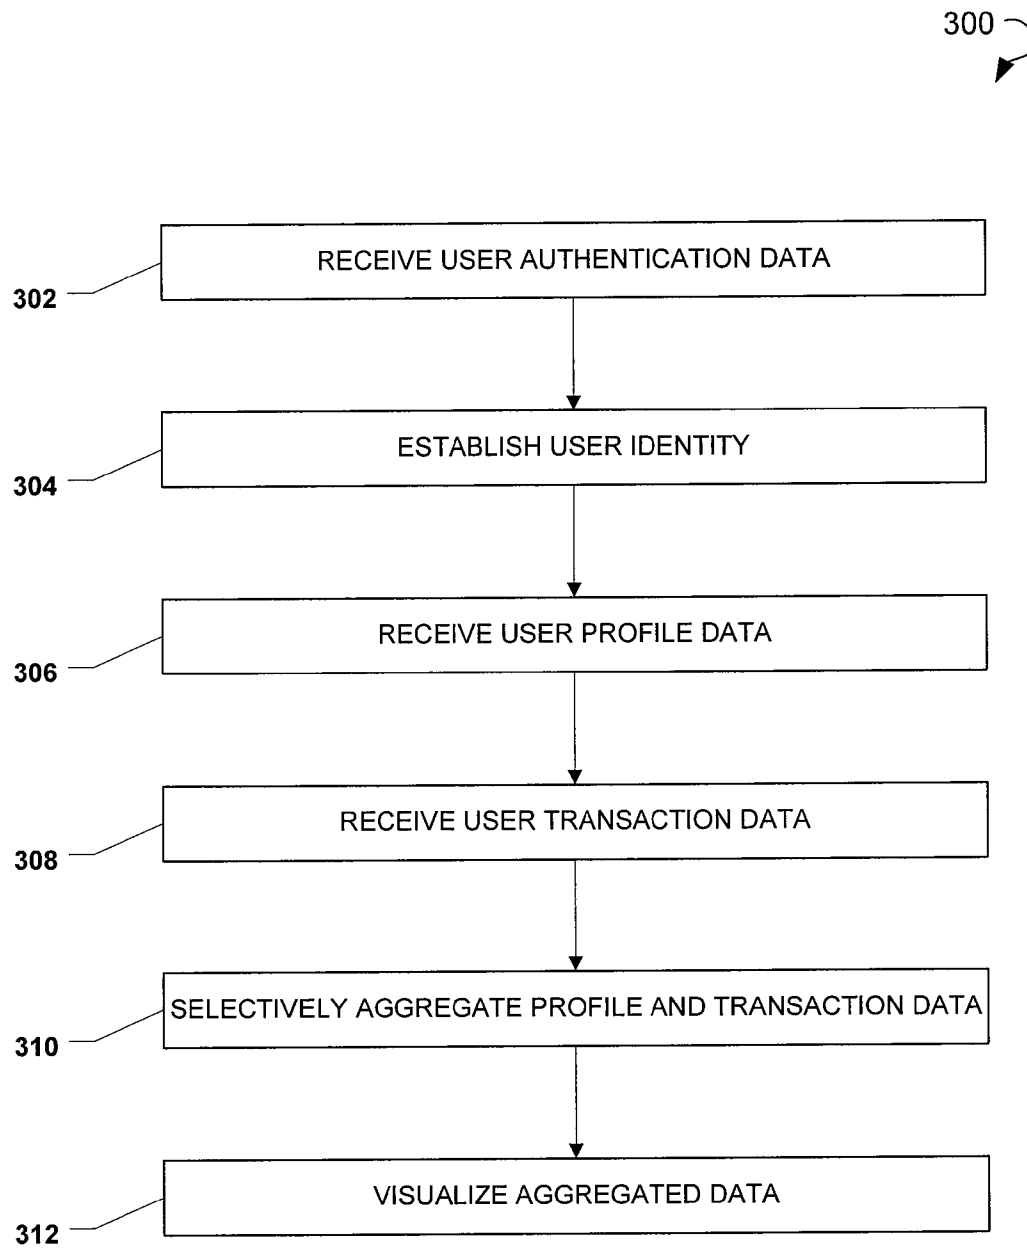 300
RECEIVE USER AUTHENTICATION DATA
302
ESTABLISH USER IDENTITY
304
RECEIVE USER PROFILE DATA
306
RECEIVE USER TRANSACTION DATA
308
SELECTIVELY AGGREGATE PROFILE AND TRANSACTION DATA
310
VISUALIZE AGGREGATED DATA
312